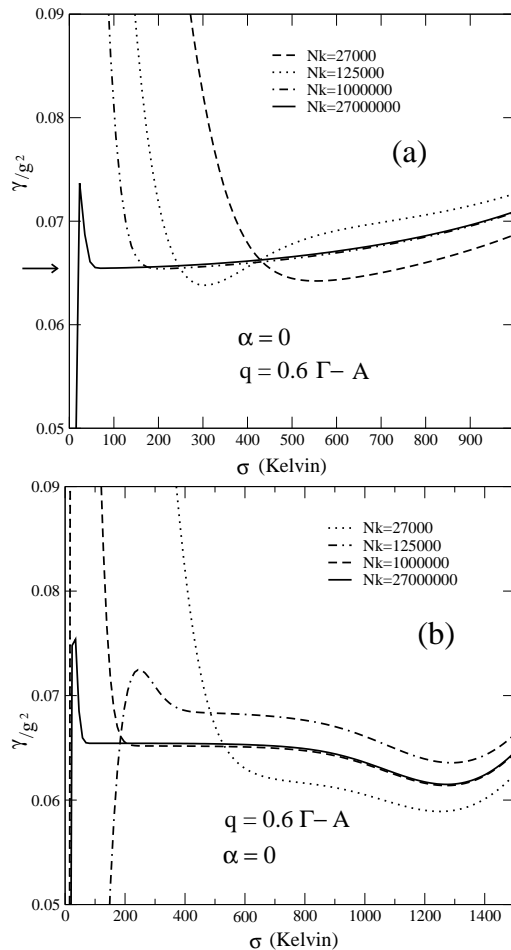 0.09
Nk=27000
Nk=125000
Nk=1000000
Nk=27000000
0.08
(a)
γ/g²
0.07
0.06
α = 0
q = 0.6 Γ– A
0.05
0 100 200 300 400 500 600 700 800 900
σ (Kelvin)
0.09
Nk=27000
Nk=125000
Nk=1000000
Nk=27000000
0.08
(b)
γ/g²
0.07
0.06
q = 0.6 Γ– A
α = 0
0.05
0 200 400 600 800 1000 1200 1400
σ (Kelvin)